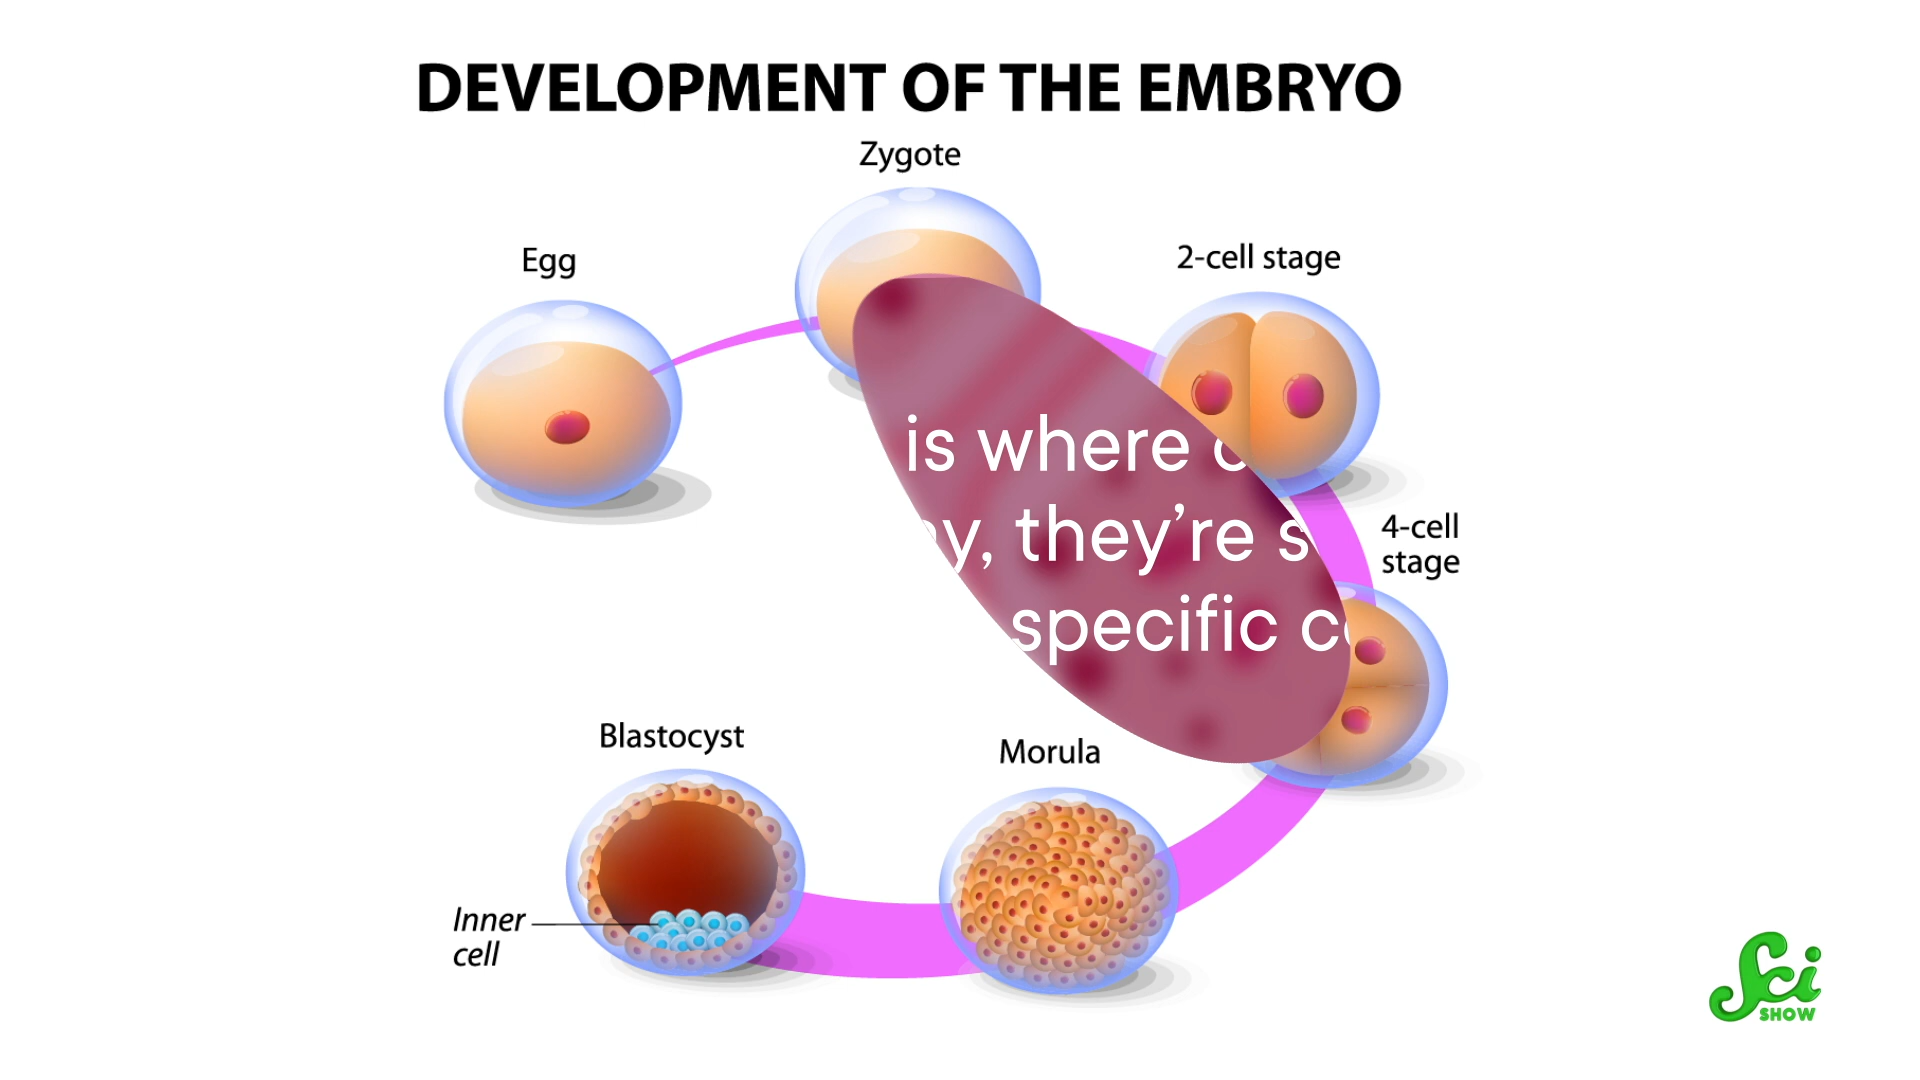 DEVELOPMENT OF THE EMBRYO
Zygote
Egg
2-cell stage
is where
they're
specific
4-cell
stage
Blastocyst
Morula
Inner
cell
Sci
SHOW